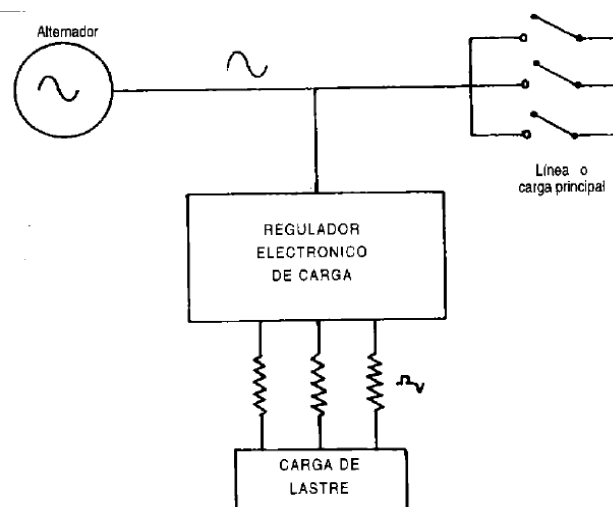 Alternador
Línea o
carga principal
REGULADOR
ELECTRONICO
DE CARGA
CARGA DE
LASTRE